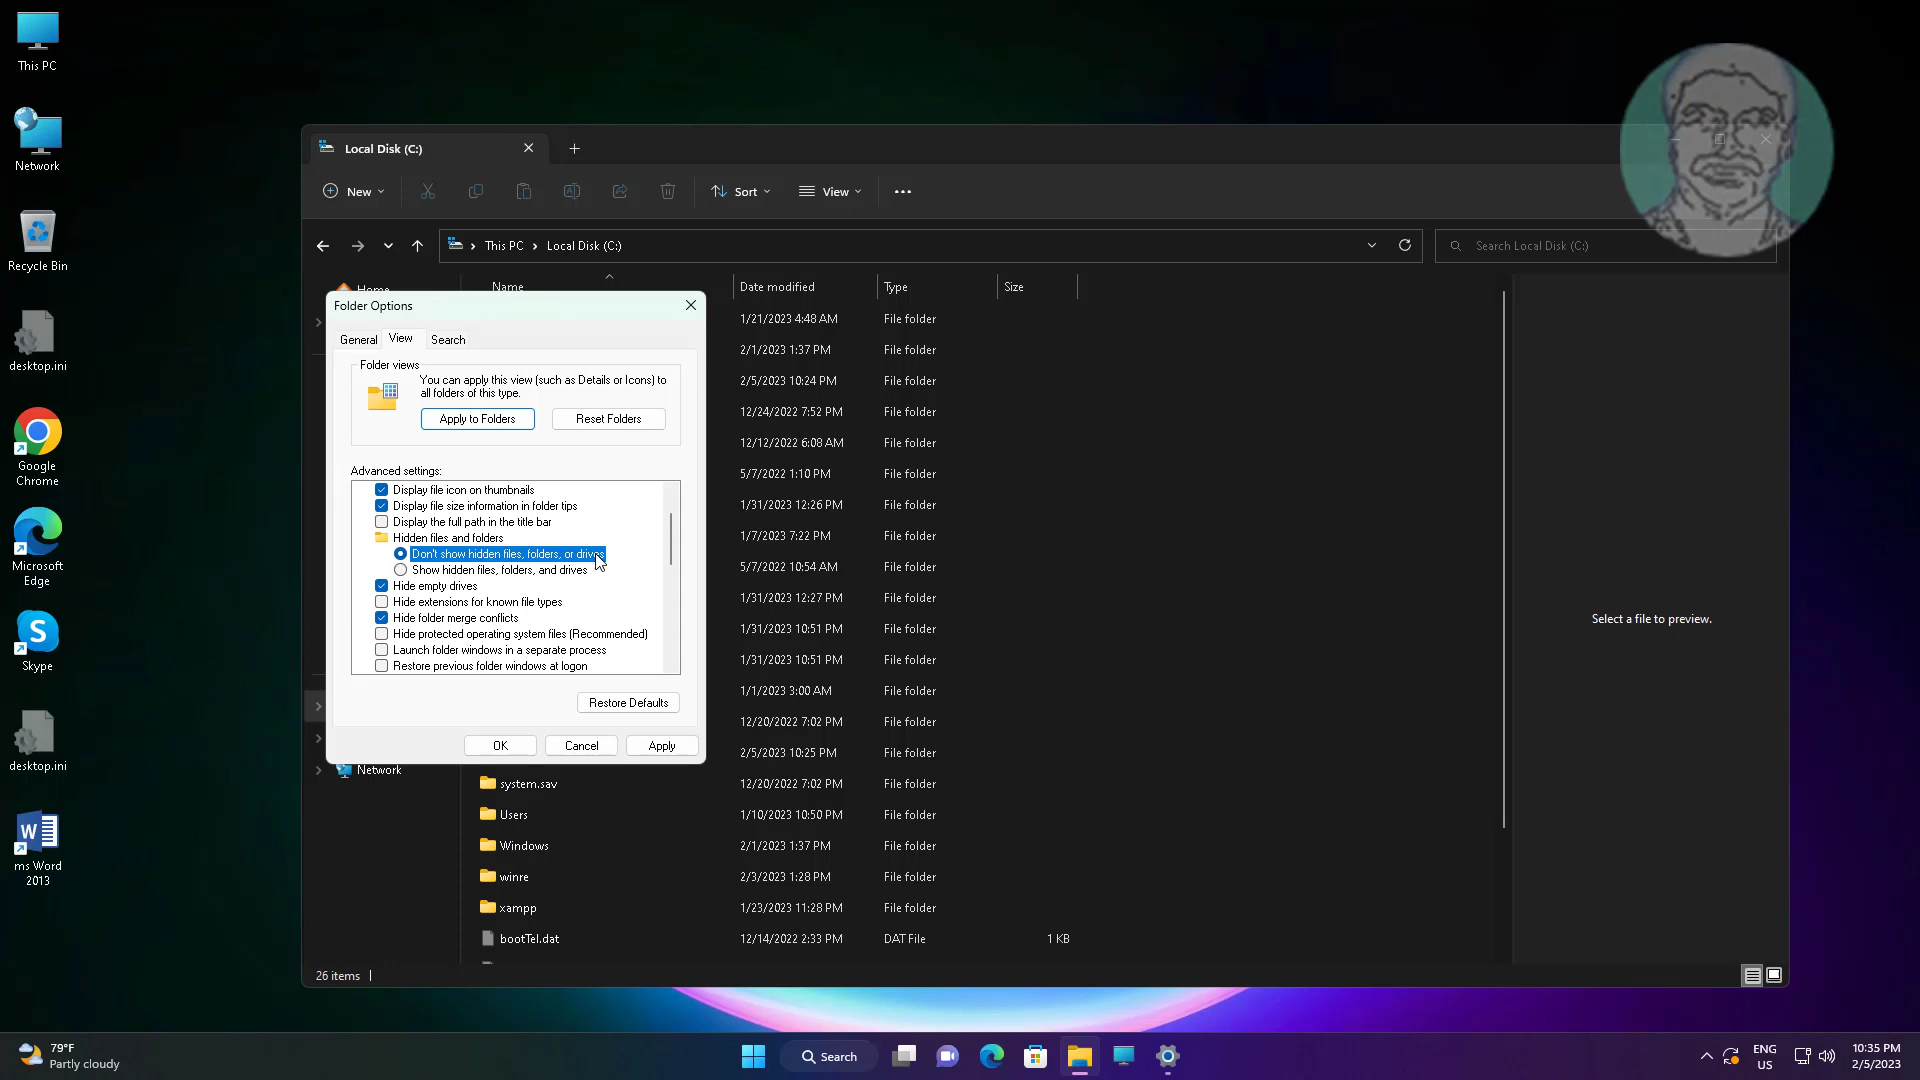 This PC
Network
Recycle Bin
desktop.ini
Google
Chrome
Microsoft
Edge
Skype
desktop.ini
ms Word
2013
Local Disk (C:)
New
Sort
View
This PC
Local Disk (C:)
Search Local Disk (C:)
Home
Name
Date modified
Type
Size
1/21/2023 4:48 AM File folder
2/1/2023 1:37 PM File folder
2/5/2023 10:24 PM File folder
12/24/2022 7:52 PM File folder
12/12/2022 6:08 AM File folder
5/7/2022 1:10 PM File folder
1/31/2023 12:26 PM File folder
1/7/2023 7:22 PM File folder
5/7/2022 10:54 AM File folder
1/31/2023 12:27 PM File folder
1/31/2023 10:51 PM File folder
1/31/2023 10:51 PM File folder
1/1/2023 3:00 AM File folder
12/20/2022 7:02 PM File folder
2/5/2023 10:25 PM File folder
system.sav 12/20/2022 7:02 PM File folder
Users 1/10/2023 10:50 PM File folder
Windows 2/1/2023 1:37 PM File folder
winre 2/3/2023 1:28 PM File folder
xampp 1/23/2023 11:28 PM File folder
bootTel.dat 12/14/2022 2:33 PM DAT File 1 KB
Network
26 items
Select a file to preview.
Folder Options
General
View
Search
Folder views
You can apply this view (such as Details or Icons) to
all folders of this type.
Apply to Folders
Reset Folders
Advanced settings:
Display file icon on thumbnails
Display file size information in folder tips
Display the full path in the title bar
Hidden files and folders
Don't show hidden files, folders, or drives
Show hidden files, folders, and drives
Hide empty drives
Hide extensions for known file types
Hide folder merge conflicts
Hide protected operating system files (Recommended)
Launch folder windows in a separate process
Restore previous folder windows at logon
Restore Defaults
OK
Cancel
Apply
79°F
Partly cloudy
Search
ENG
US
10:35 PM
2/5/2023